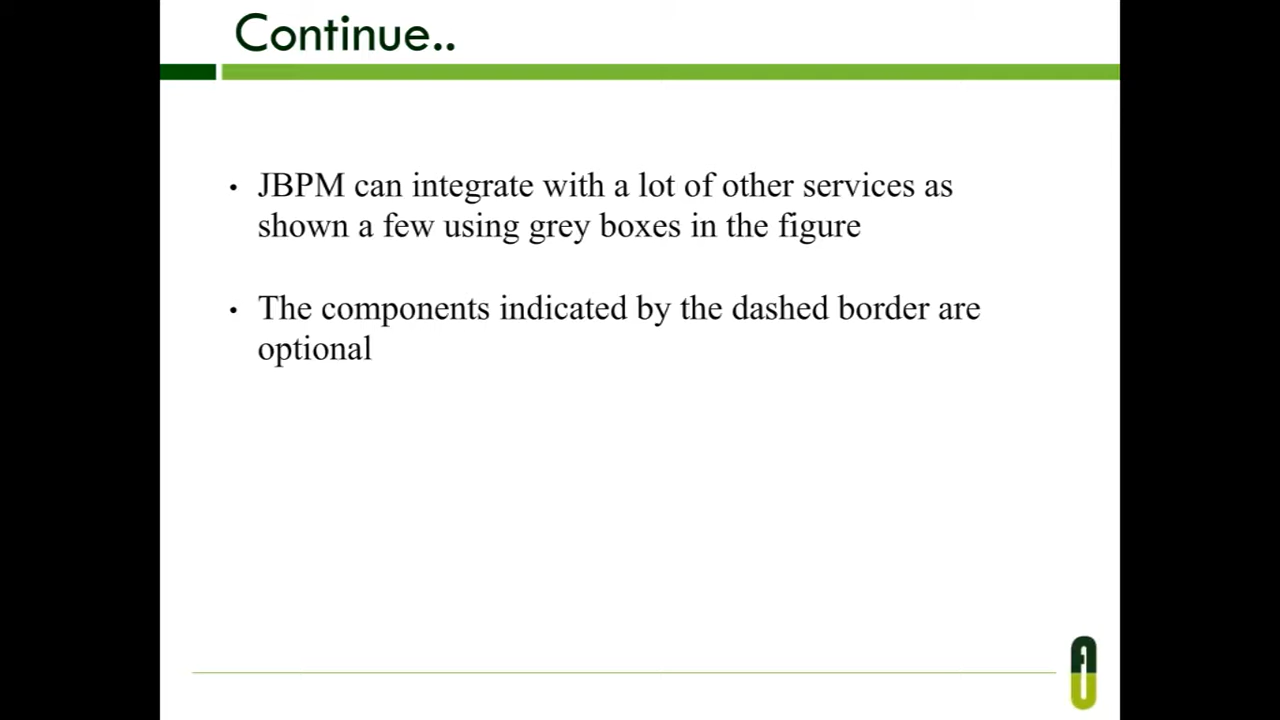 Continue..
• JBPM can integrate with a lot of other services as
shown a few using grey boxes in the figure
• The components indicated by the dashed border are
optional